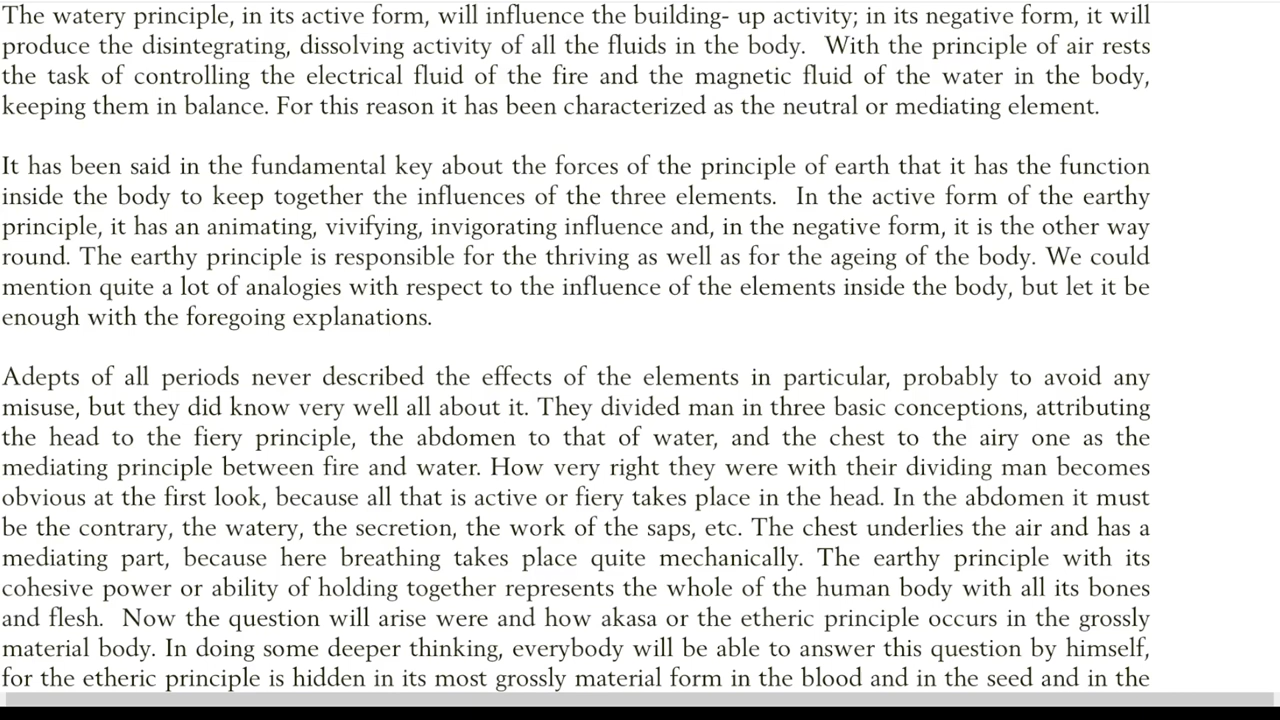 The watery principle, in its active form, will influence the building- up activity; in its negative form, it will
produce the disintegrating, dissolving activity of all the fluids in the body.  With the principle of air rests
the task of controlling the electrical fluid of the fire and the magnetic fluid of the water in the body,
keeping them in balance. For this reason it has been characterized as the neutral or mediating element.
It has been said in the fundamental key about the forces of the principle of earth that it has the function
inside the body to keep together the influences of the three elements.  In the active form of the earthy
principle, it has an animating, vivifying, invigorating influence and, in the negative form, it is the other way
round. The earthy principle is responsible for the thriving as well as for the ageing of the body. We could
mention quite a lot of analogies with respect to the influence of the elements inside the body, but let it be
enough with the foregoing explanations.
Adepts of all periods never described the effects of the elements in particular, probably to avoid any
misuse, but they did know very well all about it. They divided man in three basic conceptions, attributing
the head to the fiery principle, the abdomen to that of water, and the chest to the airy one as the
mediating principle between fire and water. How very right they were with their dividing man becomes
obvious at the first look, because all that is active or fiery takes place in the head. In the abdomen it must
be the contrary, the watery, the secretion, the work of the saps, etc. The chest underlies the air and has a
mediating part, because here breathing takes place quite mechanically. The earthy principle with its
cohesive power or ability of holding together represents the whole of the human body with all its bones
and flesh.  Now the question will arise were and how akasa or the etheric principle occurs in the grossly
material body. In doing some deeper thinking, everybody will be able to answer this question by himself,
for the etheric principle is hidden in its most grossly material form in the blood and in the seed and in the